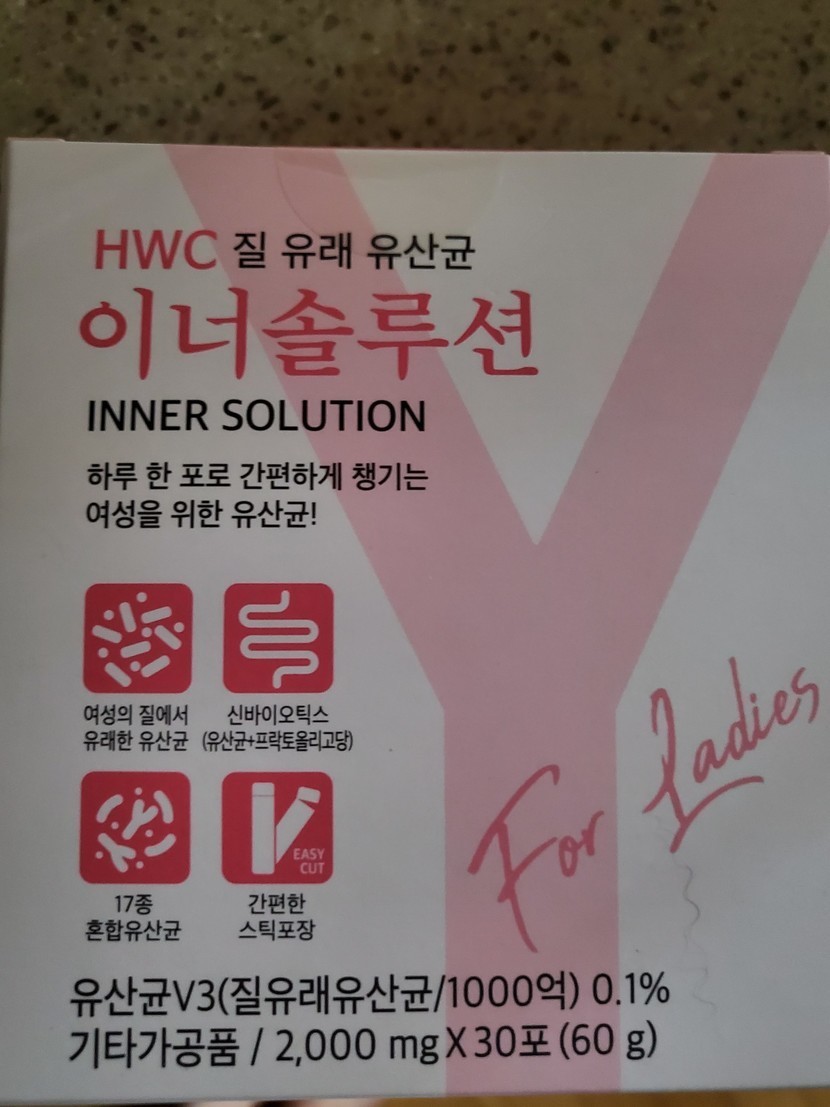 HWC 질 유래 유산균
이너솔루션
INNER SOLUTION
하루 한 포로 간편하게 챙기는
여성을 위한 유산균!
여성의 질에서
유래한 유산균
신바이오틱스
(유산균+프락토올리고당)
EASY
CUT
17종
혼합유산균
간편한
스틱포장
For Ladies
유산균V3(질유래유산균/1000억) 0.1%
기타가공품 / 2,000 mg X 30포 (60 g)